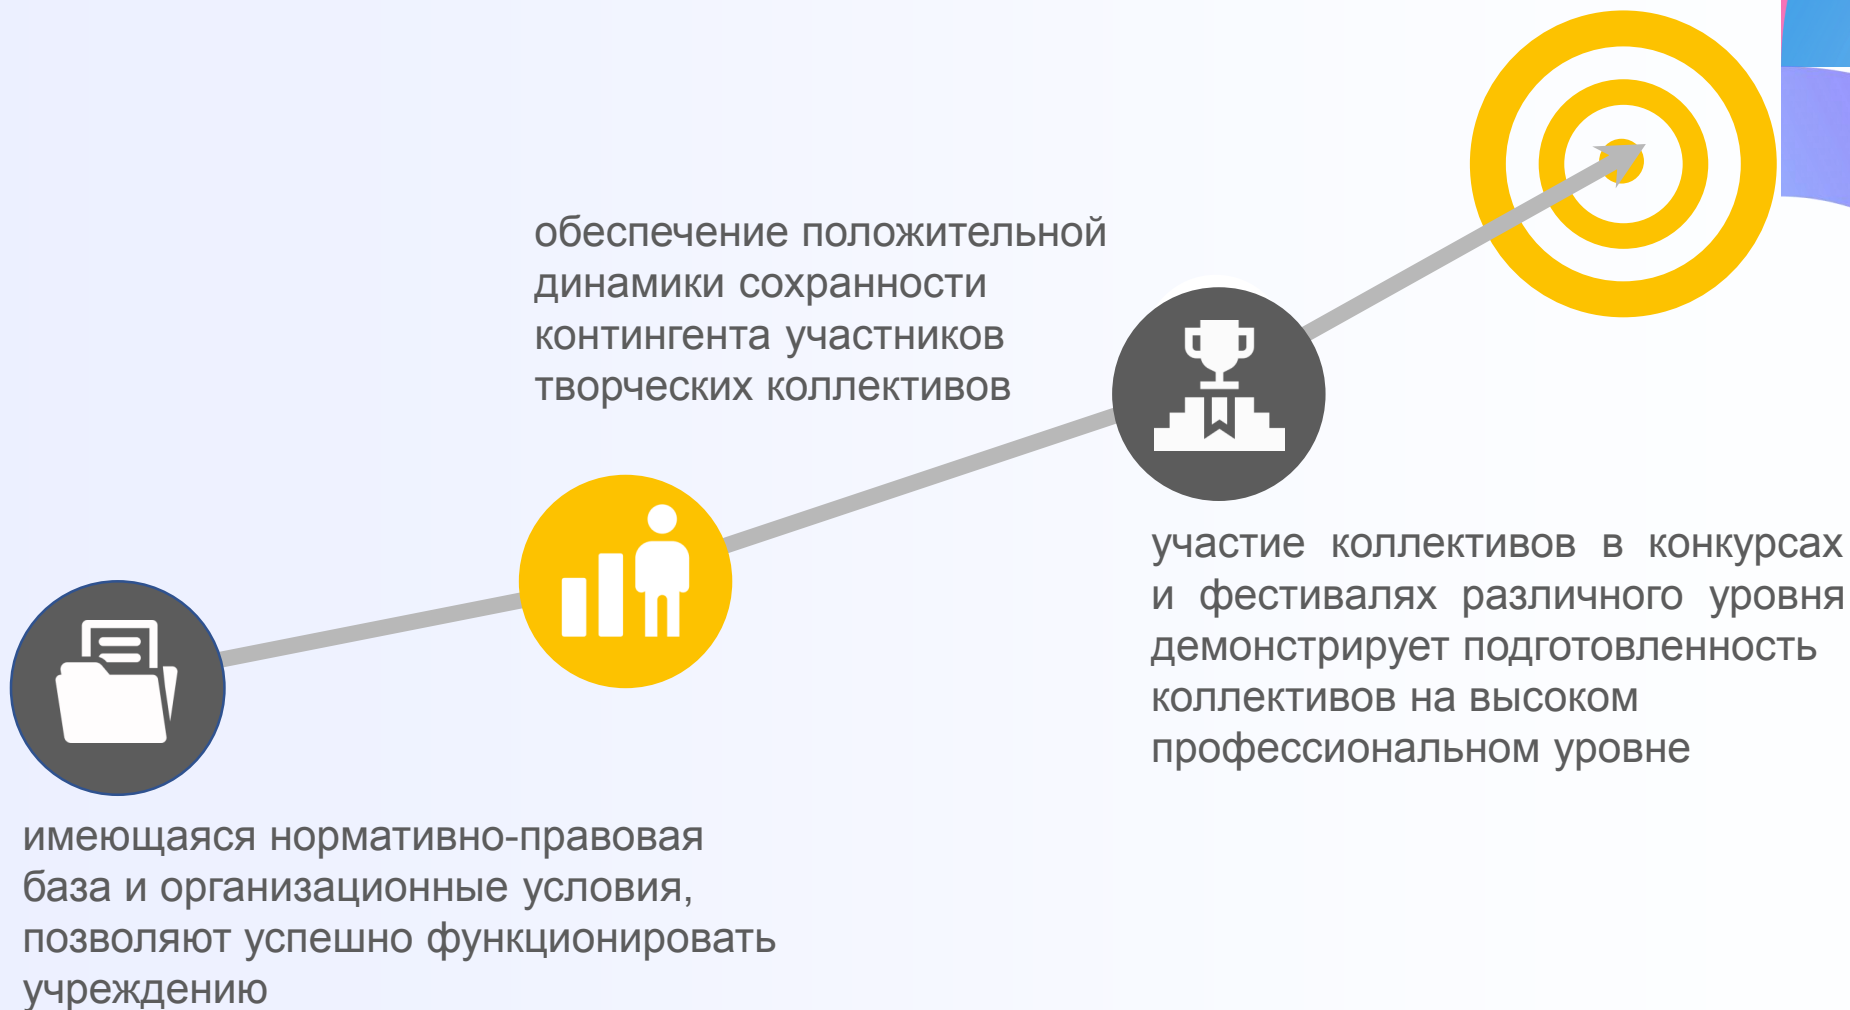 обеспечение положительной
динамики сохранности
контингента участников
творческих коллективов
участие коллективов в конкурсах
и фестивалях различного уровня
демонстрирует подготовленность
коллективов на высоком
профессиональном уровне
имеющаяся нормативно-правовая
база и организационные условия,
позволяют успешно функционировать
учреждению